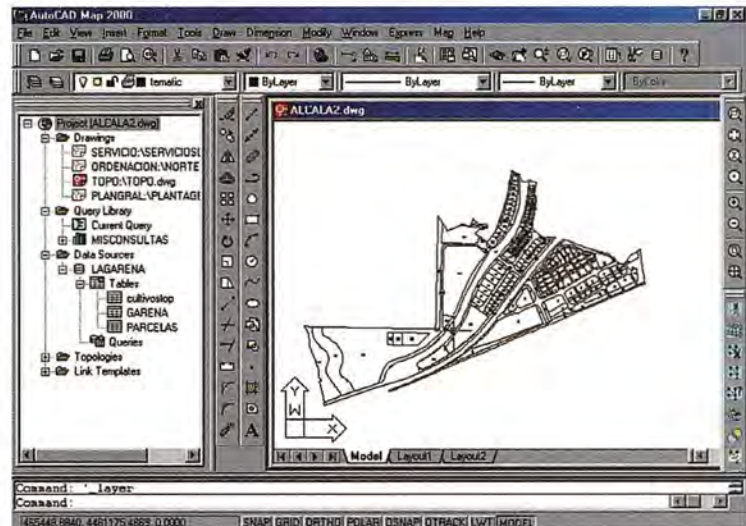 AutoCAD Map 2000
File Edit View Insert Format Tools Draw Dimension Modify Window Express Map Help
tematic ByLayer ByLayer ByLayer ByColor
Project [ALCALA2.dwg]
Drawings
SERVICIO:\SERVICIOSL
ORDENACION:\NORTE
TOPO:\TOPO.dwg
PLANGRAL:\PLANTAGE
Query Library
Current Query
MISCONSULTAS
Data Sources
LAGARENA
Tables
cultivostop
GARENA
PARCELAS
Queries
Topologies
Link Templates
ALCALA2.dwg
Y
W
X
Model Layout1 Layout2
Command: '_layer
Command:
SNAP GRID ORTHO POLAR OSNAP OTRACK LWT MODEL